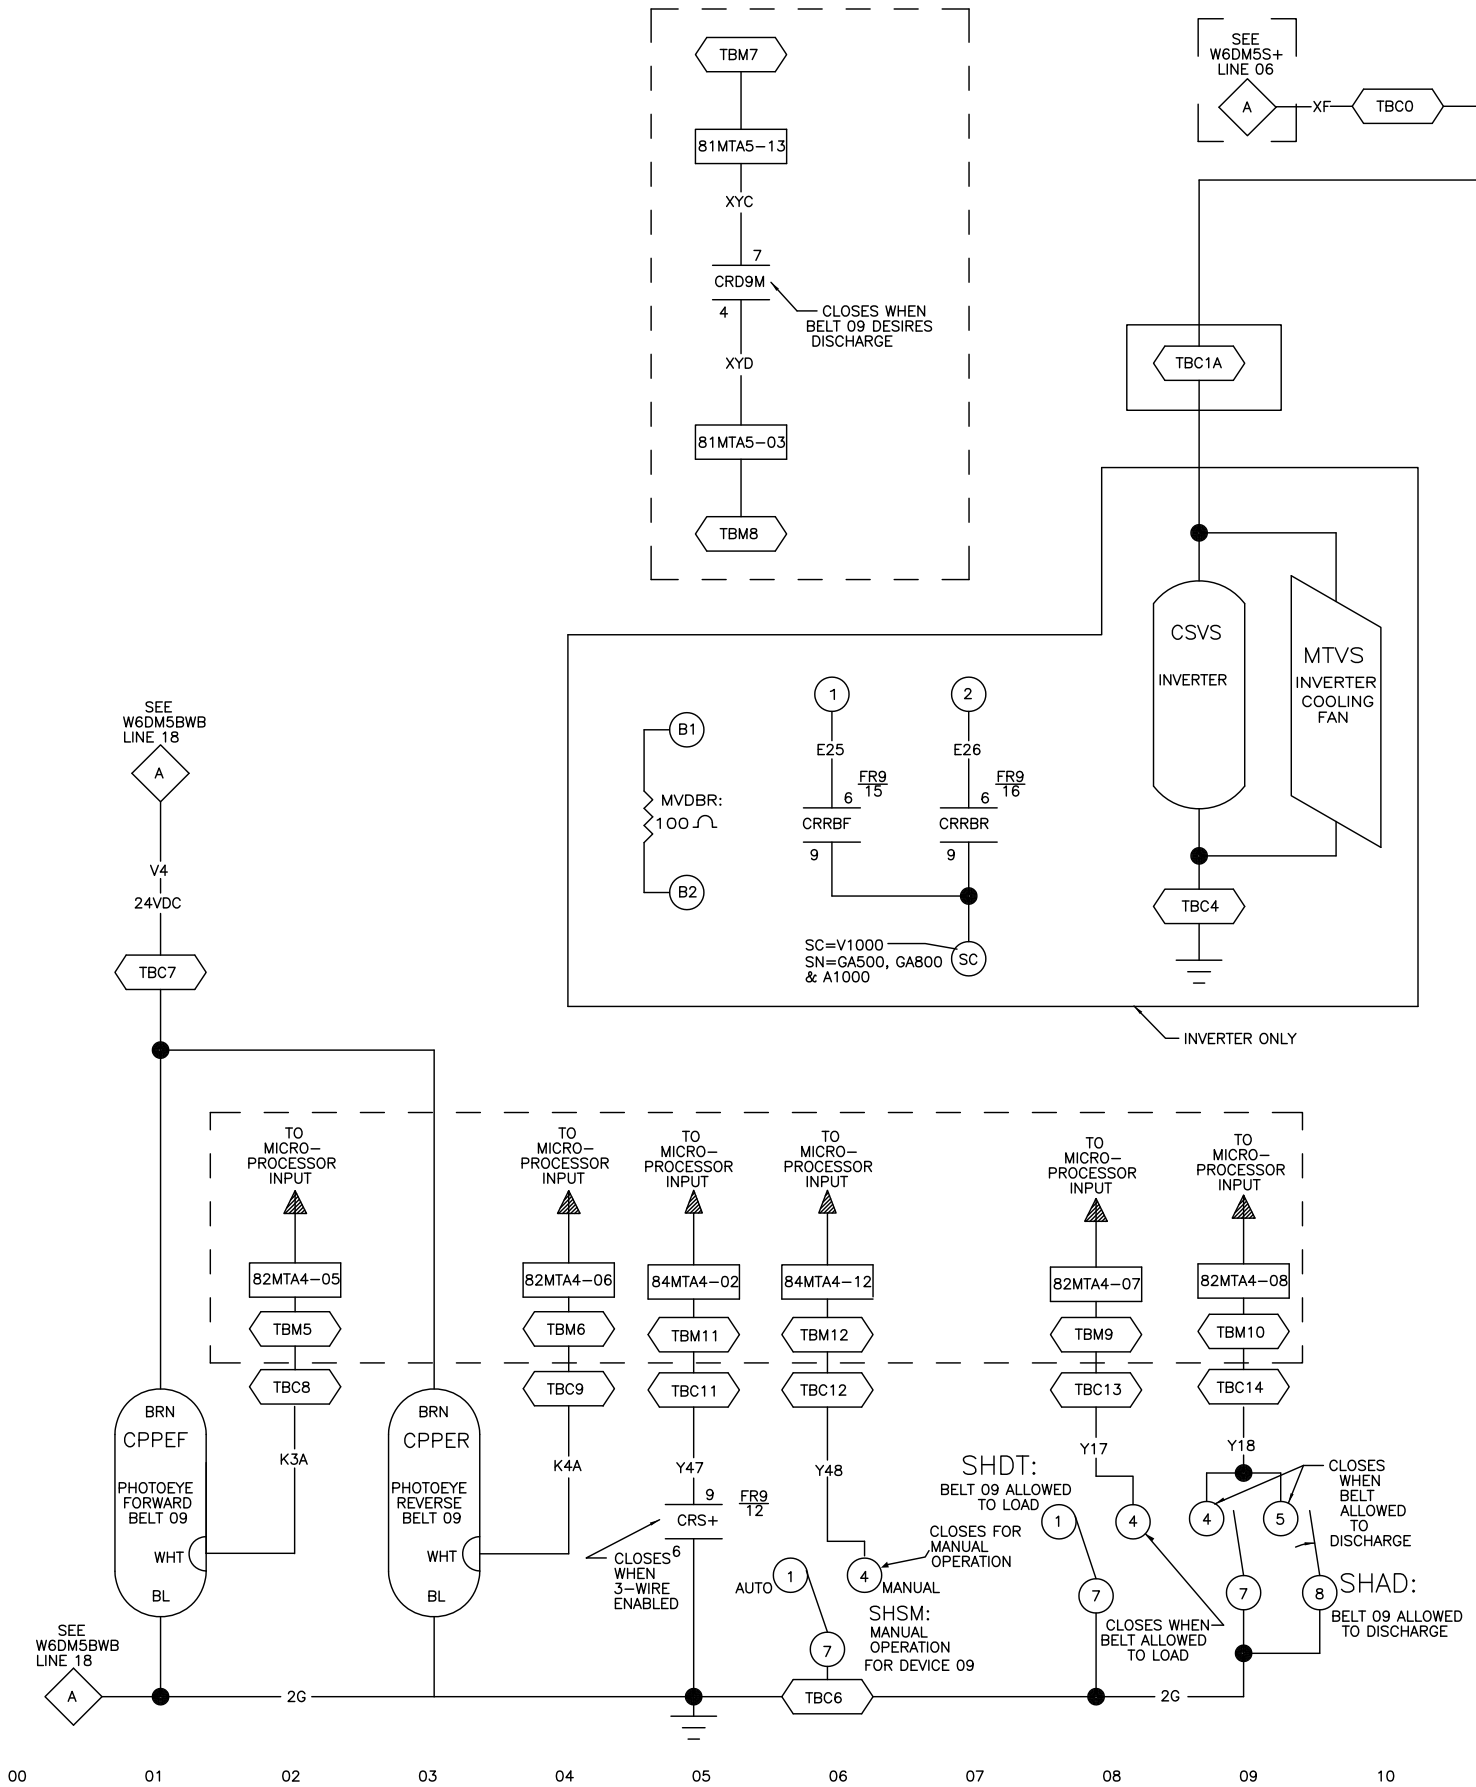 TBM7
81MTA5-13
XYC
7
CRD9M
4
CLOSES WHEN
BELT 09 DESIRES
DISCHARGE
XYD
81MTA5-03
TBM8
SEE
W6DM5S+
LINE 06
A
XF
TBC0
TBC1A
CSVS
INVERTER
MTVS
INVERTER
COOLING
FAN
TBC4
B1
MVDBR:
100
B2
1
E25
FR9
15
6
CRRBF
9
2
E26
FR9
16
6
CRRBR
9
SC=V1000
SN=GA500, GA800
& A1000
SC
INVERTER ONLY
SEE
W6DM5BWB
LINE 18
A
V4
24VDC
TBC7
TO
MICRO-
PROCESSOR
INPUT
82MTA4-05
TBM5
TBC8
K3A
TO
MICRO-
PROCESSOR
INPUT
82MTA4-06
TBM6
TBC9
K4A
TO
MICRO-
PROCESSOR
INPUT
84MTA4-02
TBM11
TBC11
Y47
9
FR9
12
CRS+
6
CLOSES
WHEN
3-WIRE
ENABLED
TO
MICRO-
PROCESSOR
INPUT
84MTA4-12
TBM12
TBC12
Y48
CLOSES FOR
MANUAL
OPERATION
AUTO
1
4
MANUAL
SHSM:
MANUAL
OPERATION
FOR DEVICE 09
7
TBC6
TO
MICRO-
PROCESSOR
INPUT
82MTA4-07
TBM9
TBC13
Y17
SHDT:
BELT 09 ALLOWED
TO LOAD
1
4
7
CLOSES WHEN
BELT ALLOWED
TO LOAD
TO
MICRO-
PROCESSOR
INPUT
82MTA4-08
TBM10
TBC14
Y18
CLOSES
WHEN
BELT
ALLOWED
TO
DISCHARGE
4
5
7
8
SHAD:
BELT 09 ALLOWED
TO DISCHARGE
BRN
CPPEF
PHOTOEYE
FORWARD
BELT 09
WHT
BL
BRN
CPPER
PHOTOEYE
REVERSE
BELT 09
WHT
BL
SEE
W6DM5BWB
LINE 18
A
2G
2G
00 01 02 03 04 05 06 07 08 09 10